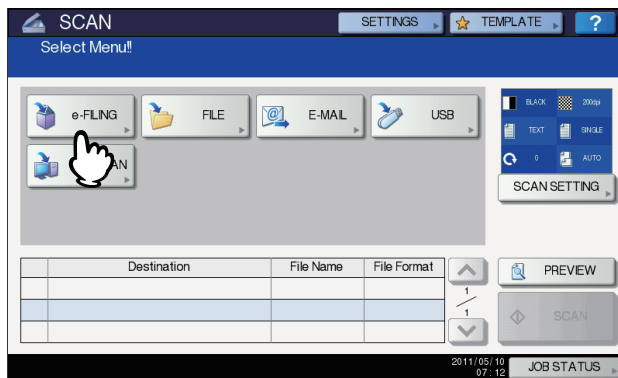 SCAN
SETTINGS
TEMPLATE
?
Select Menu!!
e-FILING
FILE
E-MAIL
USB
AN
BLACK
200dpi
TEXT
SINGLE
0
AUTO
SCAN SETTING
Destination
File Name
File Format
1
1
PREVIEW
SCAN
2011/05/10
07 : 12
JOB STATUS